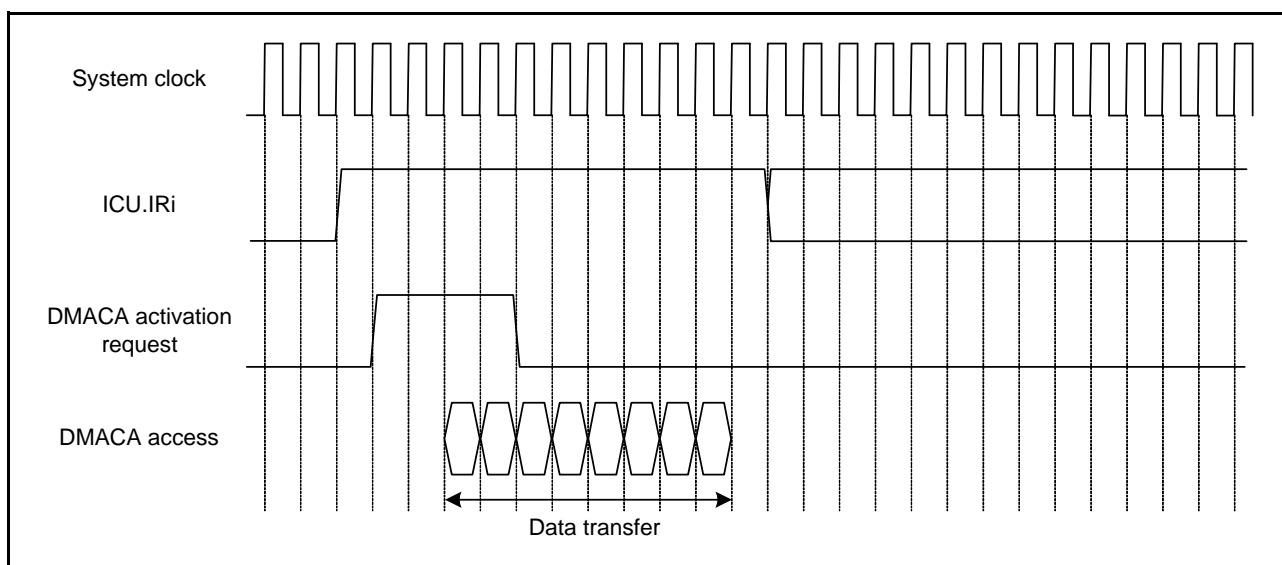 System clock
ICU.IRi
DMACA activation
request
DMACA access
Data transfer